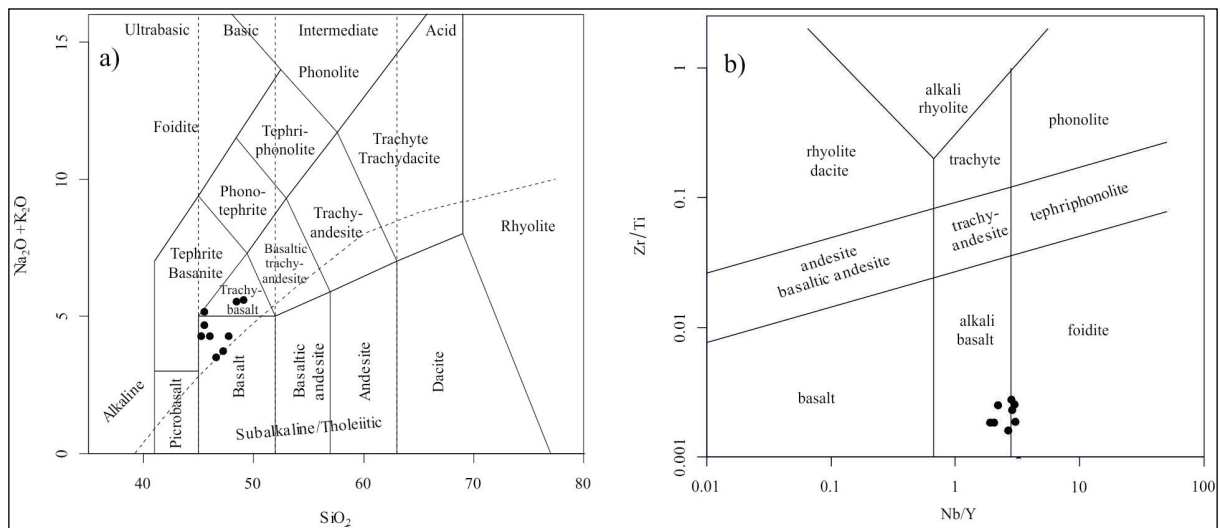 a)
Ultrabasic
Basic
Intermediate
Acid
Phonolite
Foidite
Tephri-
phonolite
Trachyte
Trachydacite
Phono-
tephrite
Trachy-
andesite
Rhyolite
Tephrite
Basanite
Basaltic
trachy-
andesite
Trachy-
basalt
Alkaline
Picrobasalt
Basalt
Basaltic
andesite
Andesite
Dacite
Subalkaline/Tholeiitic
Na₂O+K₂O
0
5
10
15
40
50
60
70
80
SiO₂
b)
alkali
rhyolite
phonolite
rhyolite
dacite
trachyte
trachy-
andesite
tephriphonolite
andesite
basaltic andesite
alkali
basalt
foidite
basalt
Zr/Ti
1
0.1
0.01
0.001
0.01
0.1
1
10
100
Nb/Y